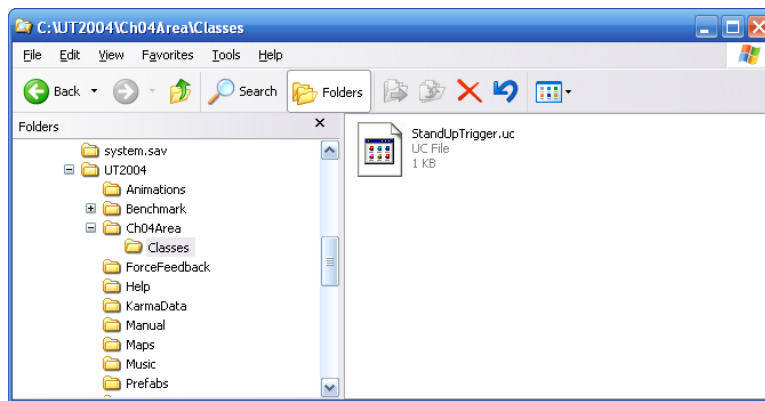 C:\UT2004\Ch04Area\Classes
File Edit View Favorites Tools Help
Back Search Folders
Folders
system.sav
UT2004
Animations
Benchmark
Ch04Area
Classes
ForceFeedback
Help
KarmaData
Manual
Maps
Music
Prefabs
StandUpTrigger.uc
UC File
1 KB